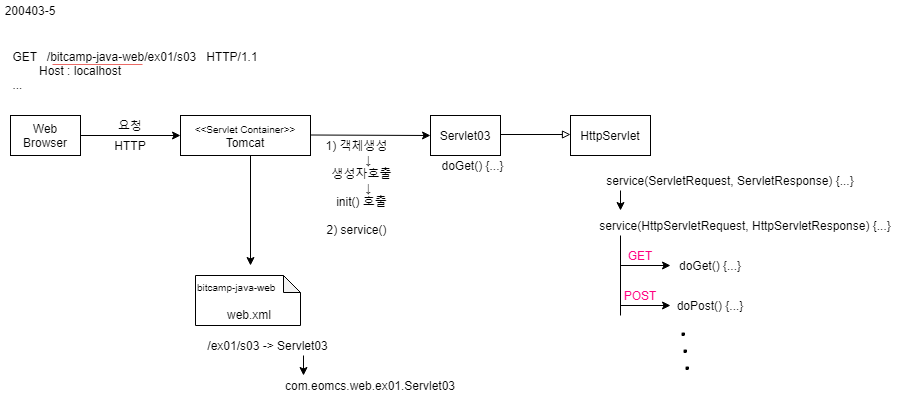 200403-5
GET /bitcamp-java-web/ex01/s03 HTTP/1.1
Host : localhost
...
Web
Browser
요청
HTTP
<<Servlet Container>>
Tomcat
1) 객체생성
↓
생성자호출
↓
init() 호출
2) service()
Servlet03
doGet() {...}
HttpServlet
service(ServletRequest, ServletResponse) {...}
service(HttpServletRequest, HttpServletResponse) {...}
GET
doGet() {...}
POST
doPost() {...}
bitcamp-java-web
web.xml
/ex01/s03 -> Servlet03
com.eomcs.web.ex01.Servlet03